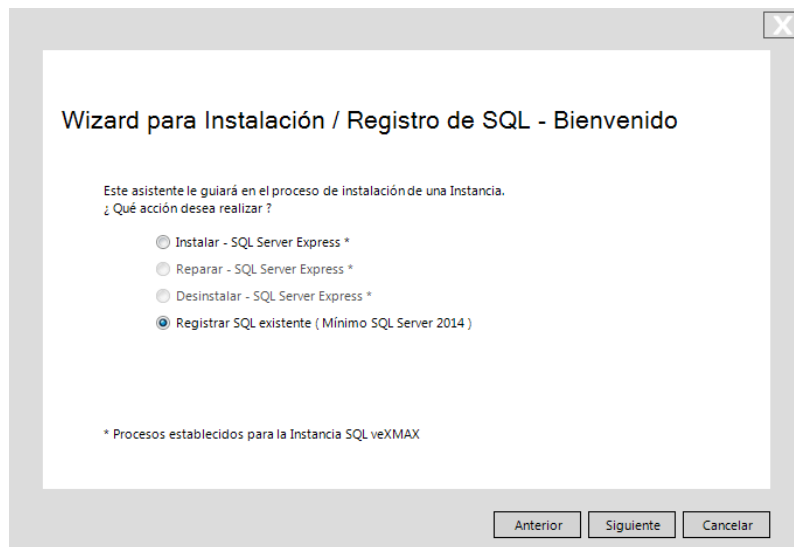 X
Wizard para Instalación / Registro de SQL - Bienvenido
Este asistente le guiará en el proceso de instalación de una Instancia.
¿ Qué acción desea realizar ?
Instalar - SQL Server Express *
Reparar - SQL Server Express *
Desinstalar - SQL Server Express *
Registrar SQL existente ( Mínimo SQL Server 2014 )
* Procesos establecidos para la Instancia SQL veXMAX
Anterior Siguiente Cancelar